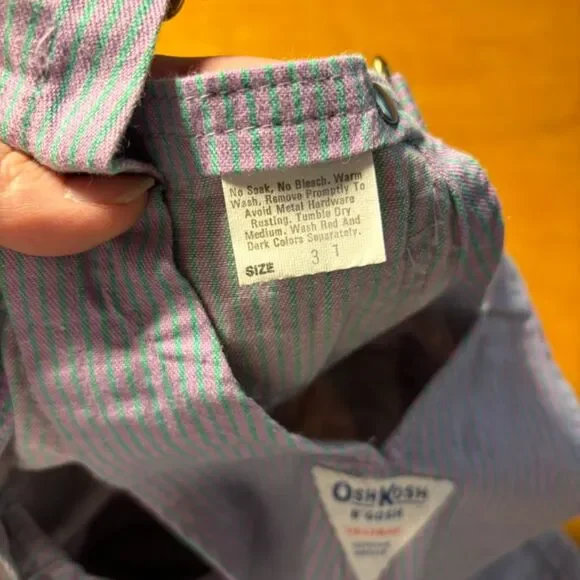 No Soak, No Bleach. Warm
Wash, Remove Promptly To
Avoid Metal Hardware
Rusting. Tumble Dry
Medium. Wash Red And
Dark Colors Separately.
SIZE 3T
OSHKOSH
B'GOSH